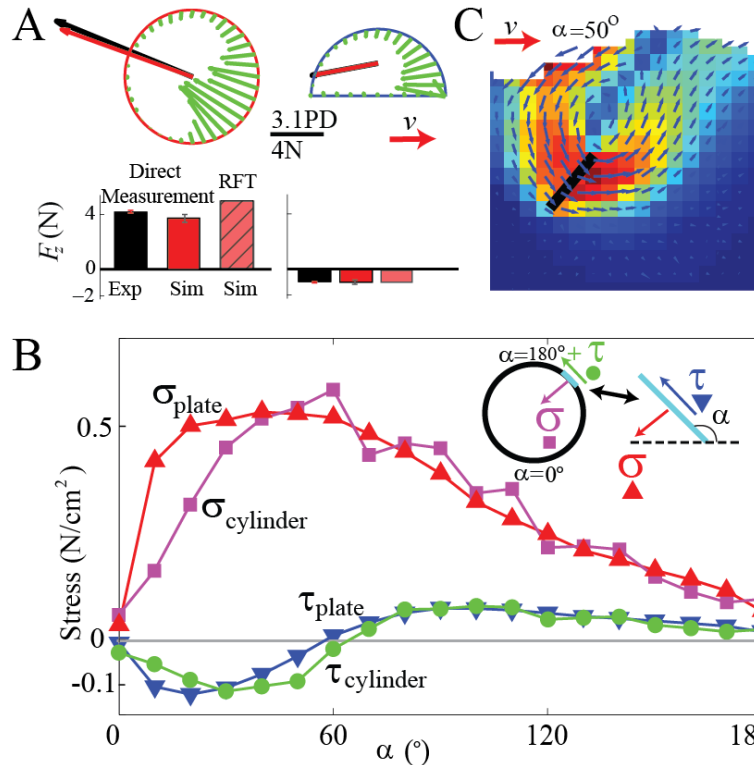 A
3.1PD
4N
v
Direct
Measurement
RFT
F_z (N)
4
0
−2
Exp
Sim
Sim
C
v
α=50°
B
Stress (N/cm²)
0.5
0
-0.1
σ_plate
σ_cylinder
τ_plate
τ_cylinder
α=180°
+ τ
σ
α=0°
τ
α
σ
0
60
120
18
α (°)